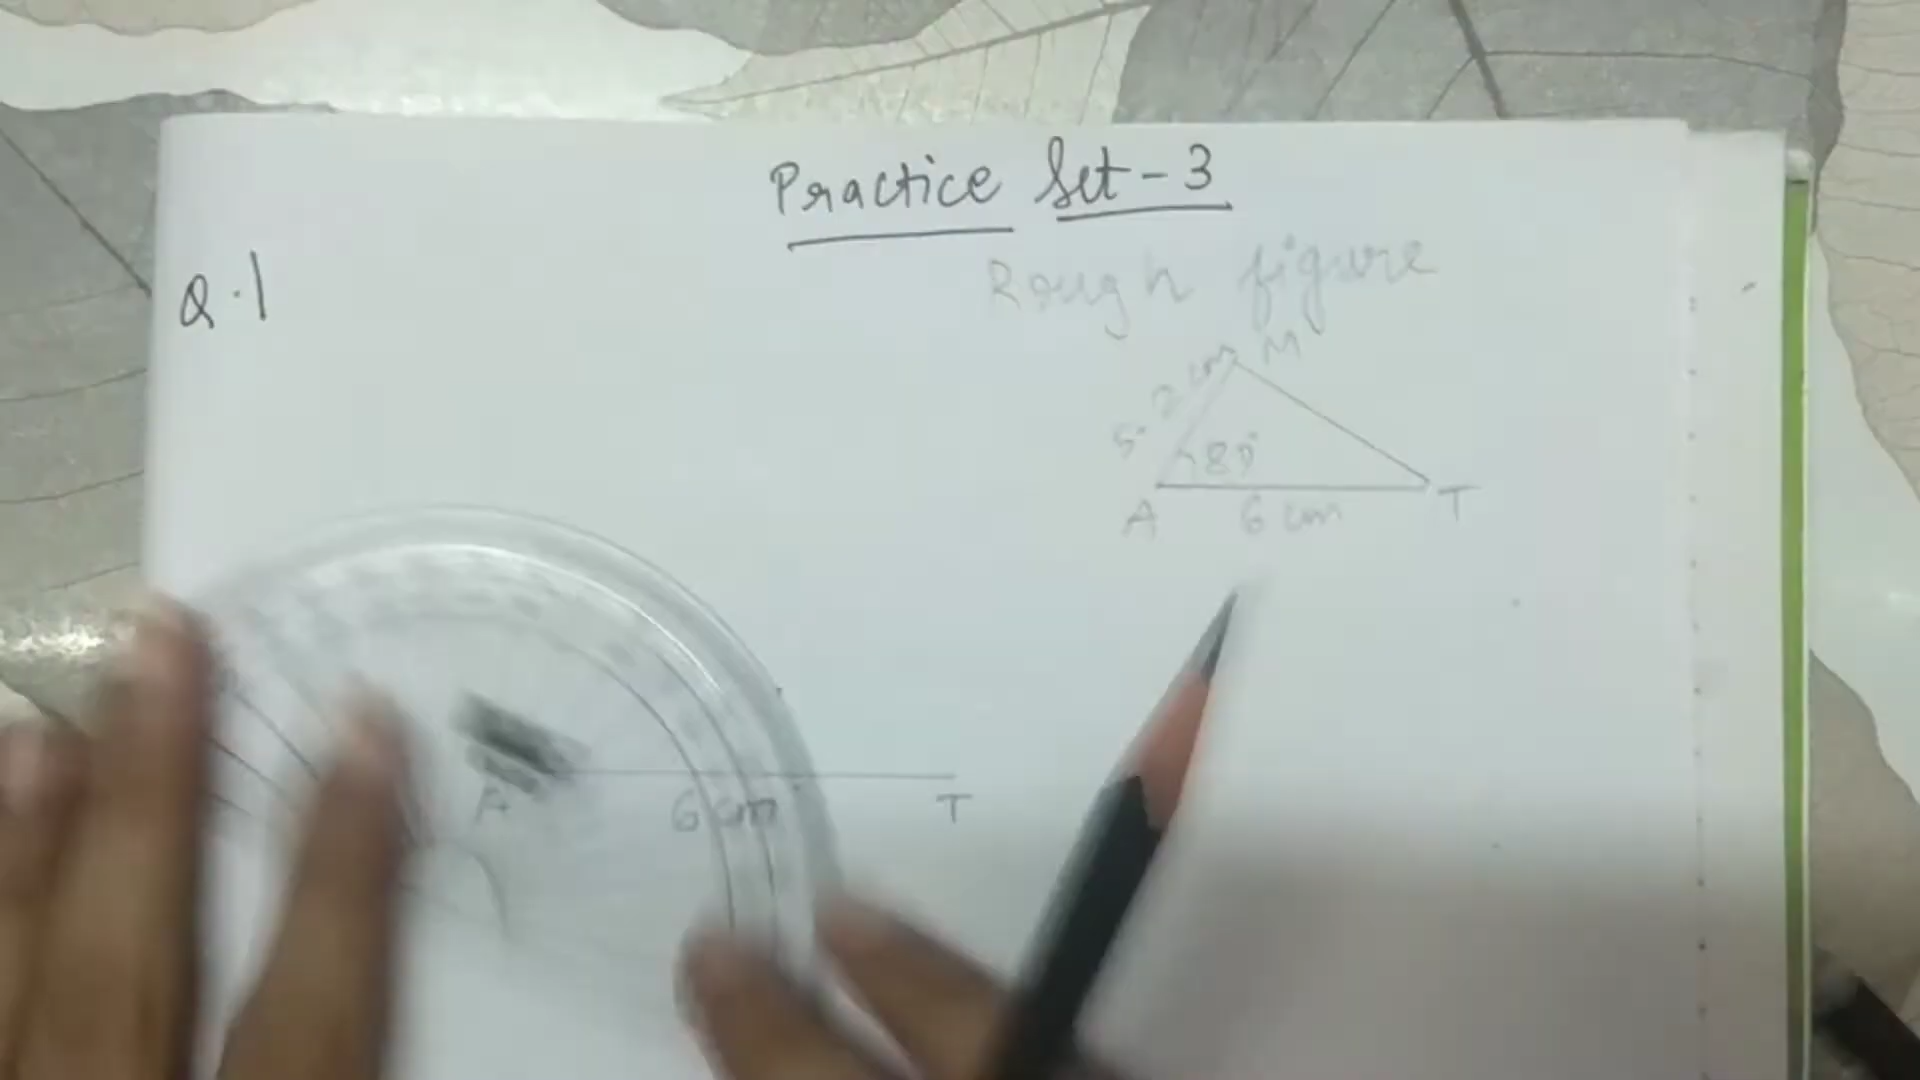 Practice Set - 3
Rough figure
Q.1
M
5.2 cm
80°
A 6 cm T
A 6 cm T